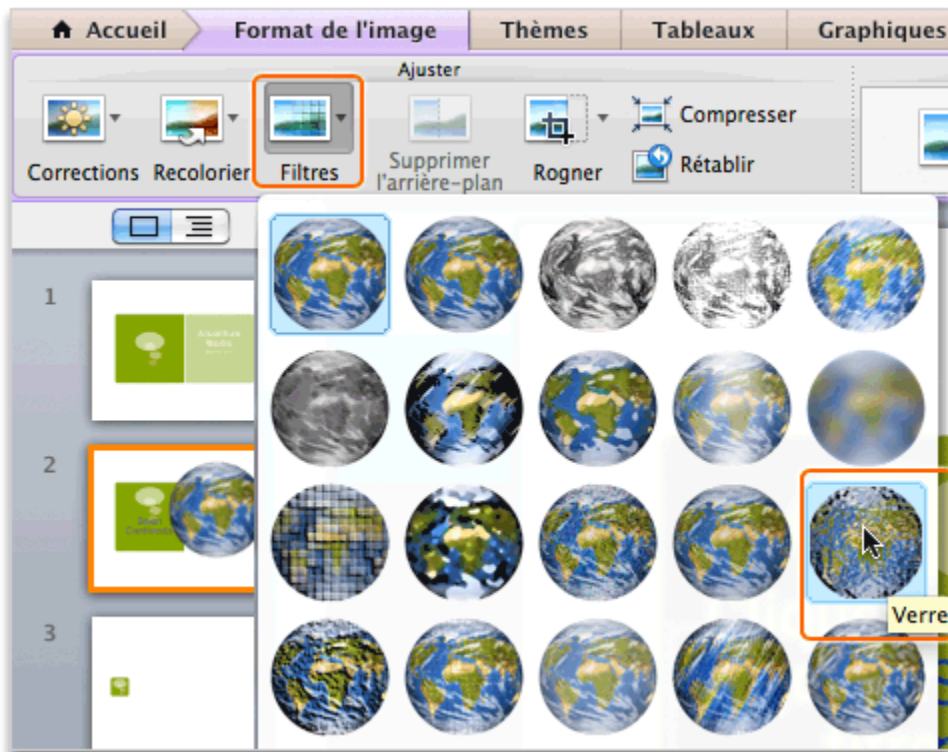 Accueil Format de l'image Thèmes Tableaux Graphiques
Ajuster
Corrections Recolorier Filtres Supprimer l'arrière-plan Rogner
Compresser
Rétablir
1
2
3
Verre